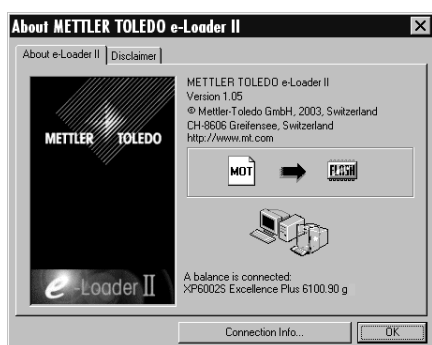 About METTLER TOLEDO e-Loader II
About e-Loader II
Disclaimer
METTLER TOLEDO
e-Loader II
METTLER TOLEDO e-Loader II
Version 1.05
© Mettler-Toledo GmbH, 2003, Switzerland
CH-8606 Greifensee, Switzerland
http://www.mt.com
MOT
FLASH
A balance is connected:
XP6002S Excellence Plus 6100.90 g
Connection Info...
OK